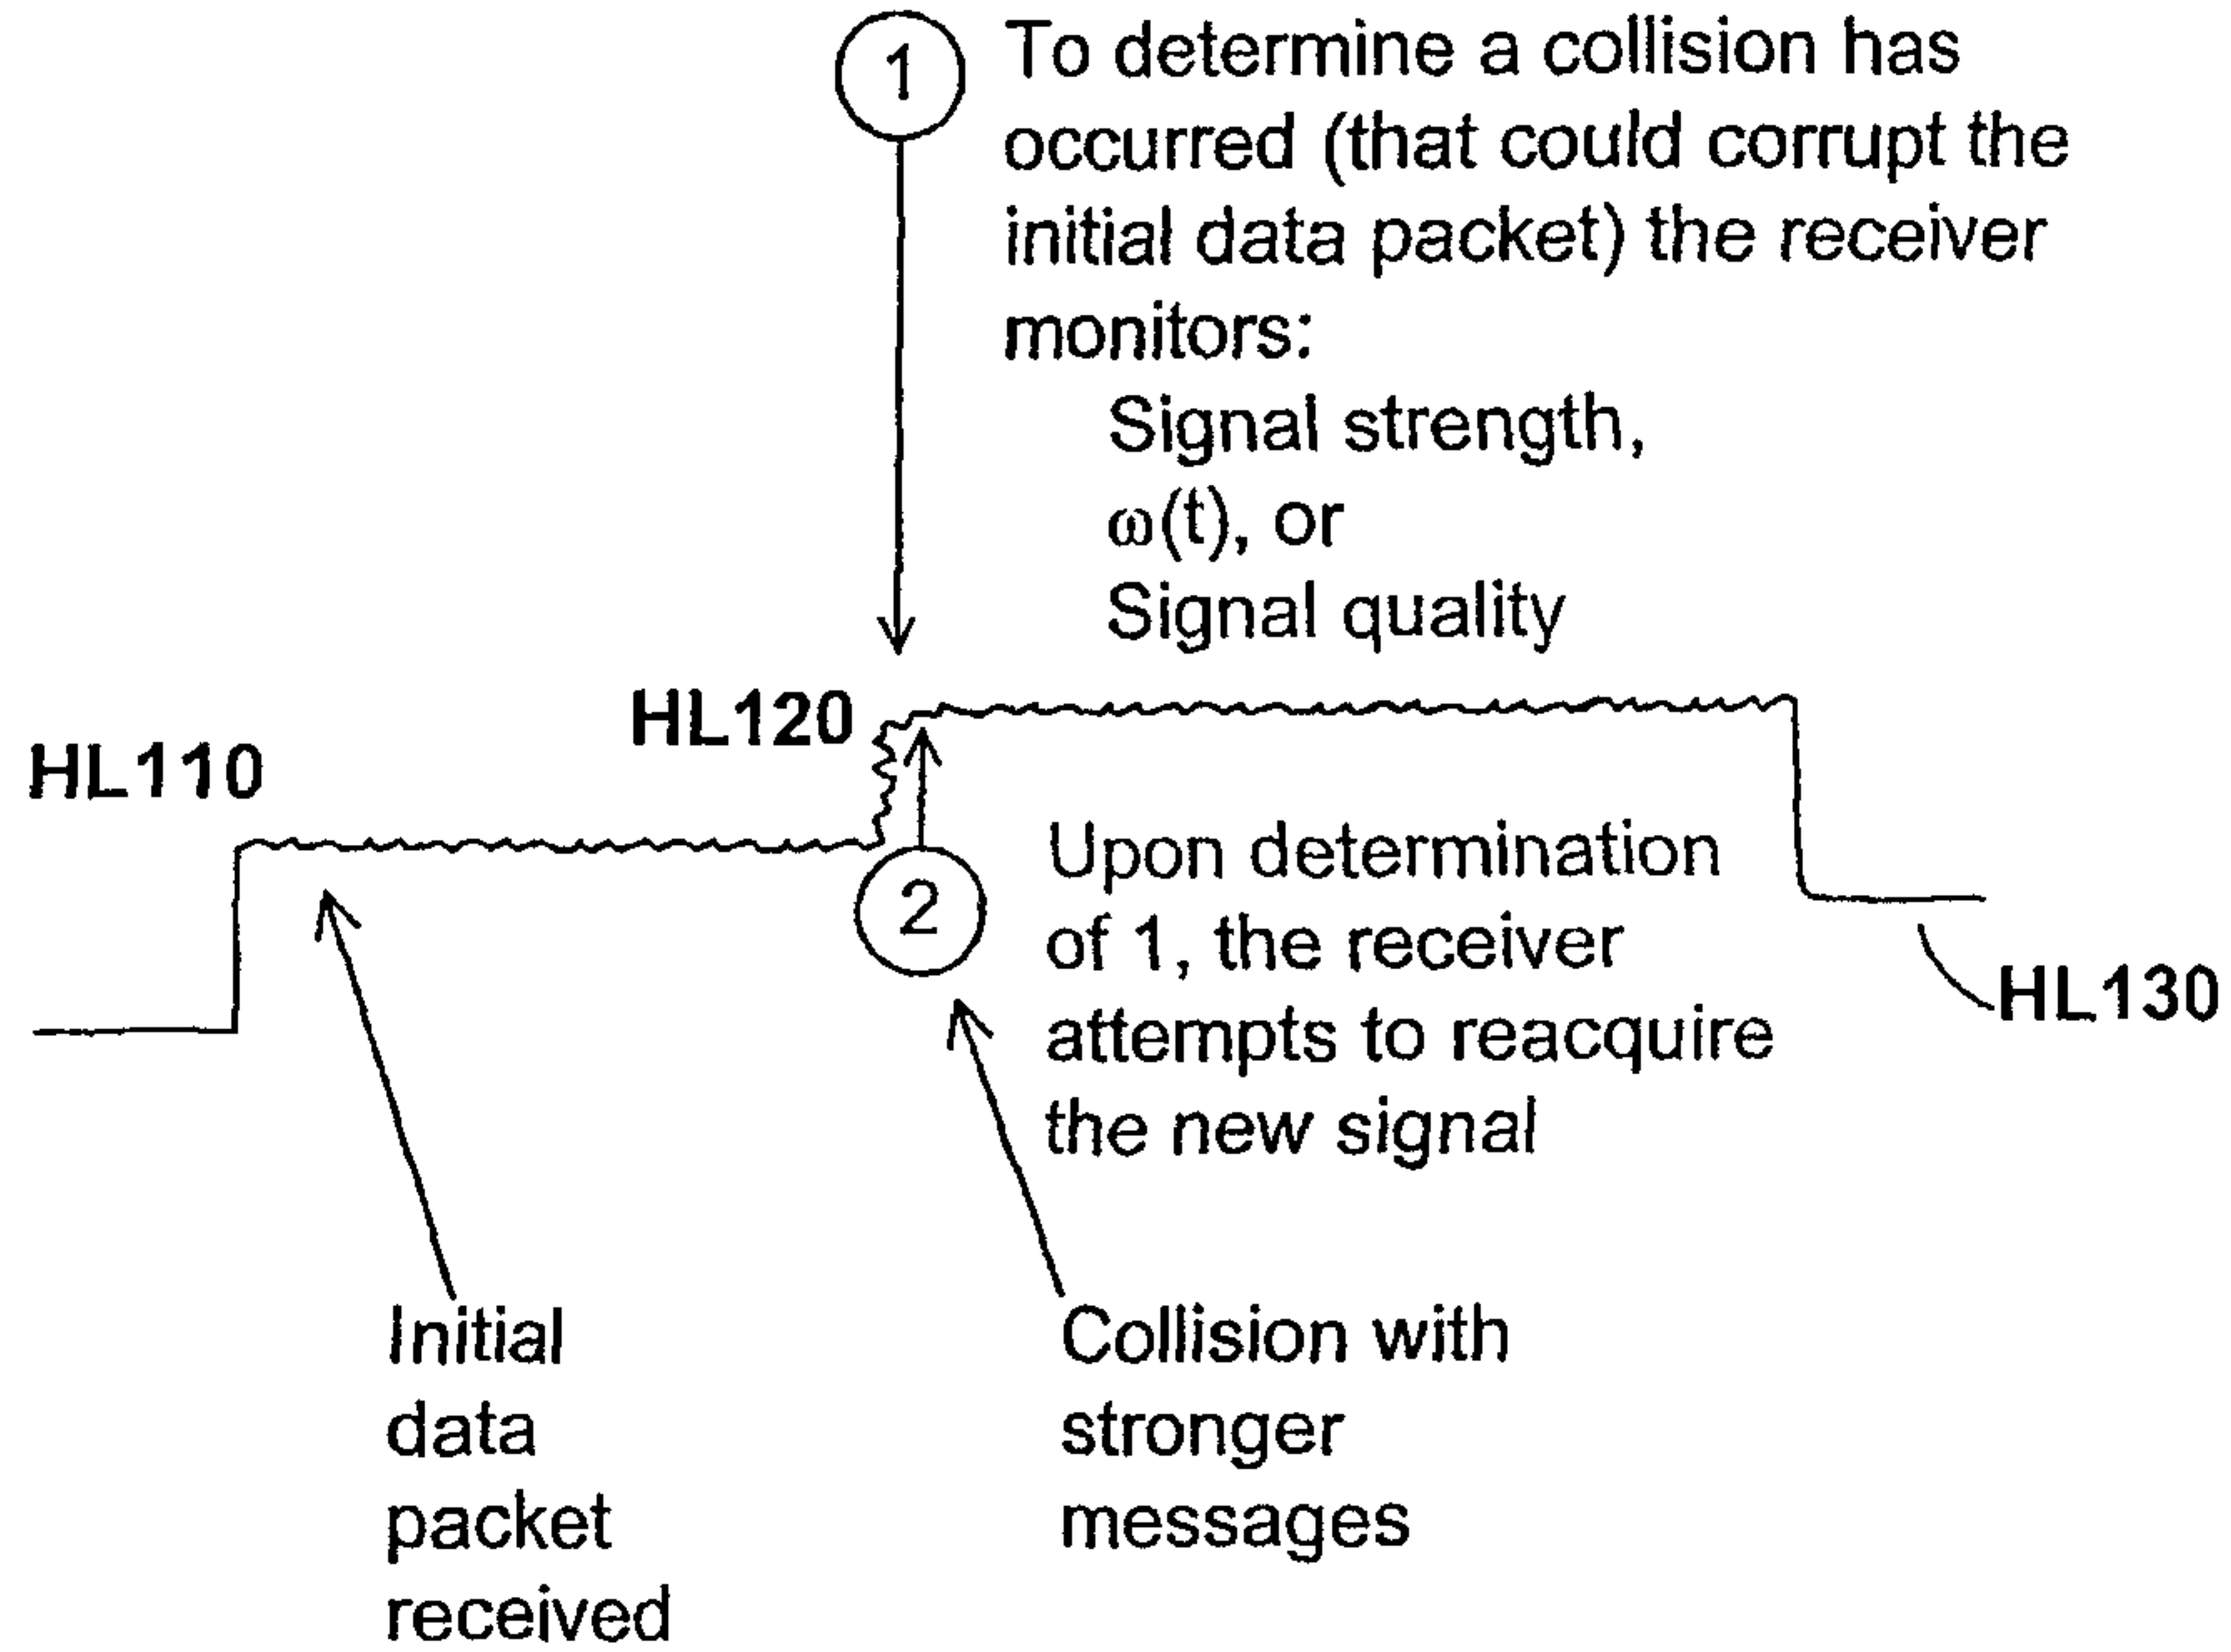 1
To determine a collision has
occurred (that could corrupt the
initial data packet) the receiver
monitors:
Signal strength,
ω(t), or
Signal quality
HL120
HL110
2
Upon determination
of 1, the receiver
attempts to reacquire
the new signal
HL130
Initial
data
packet
received
Collision with
stronger
messages